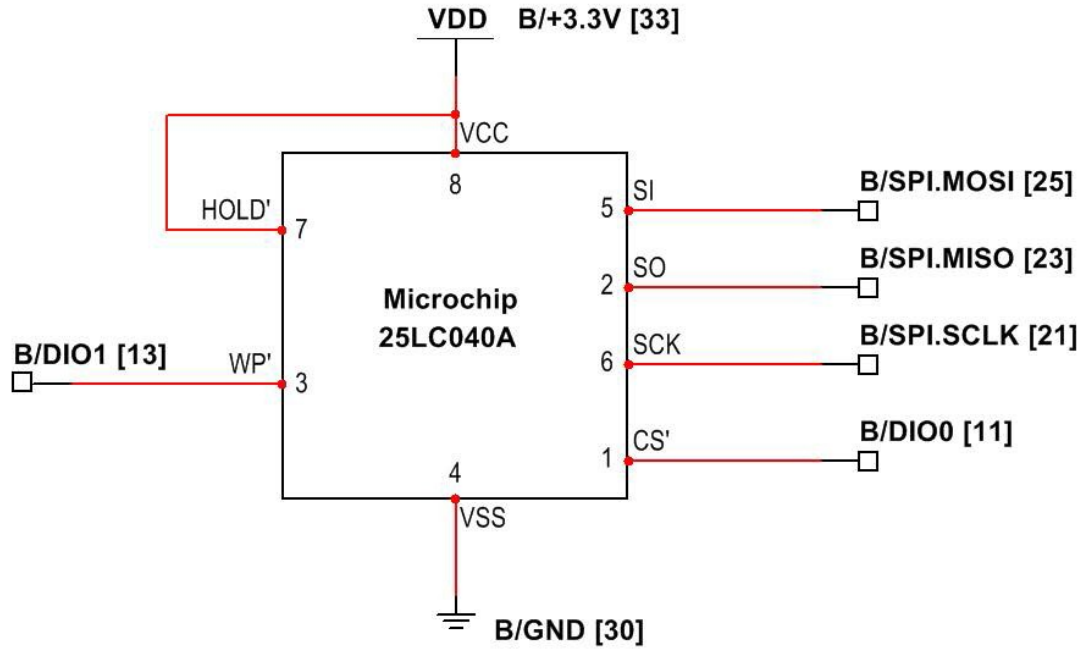 VDD B/+3.3V [33]
VCC
8
HOLD'
7
SI
5
B/SPI.MOSI [25]
SO
2
B/SPI.MISO [23]
Microchip
25LC040A
SCK
6
B/SPI.SCLK [21]
B/DIO1 [13]
WP'
3
CS'
1
B/DIO0 [11]
4
VSS
B/GND [30]